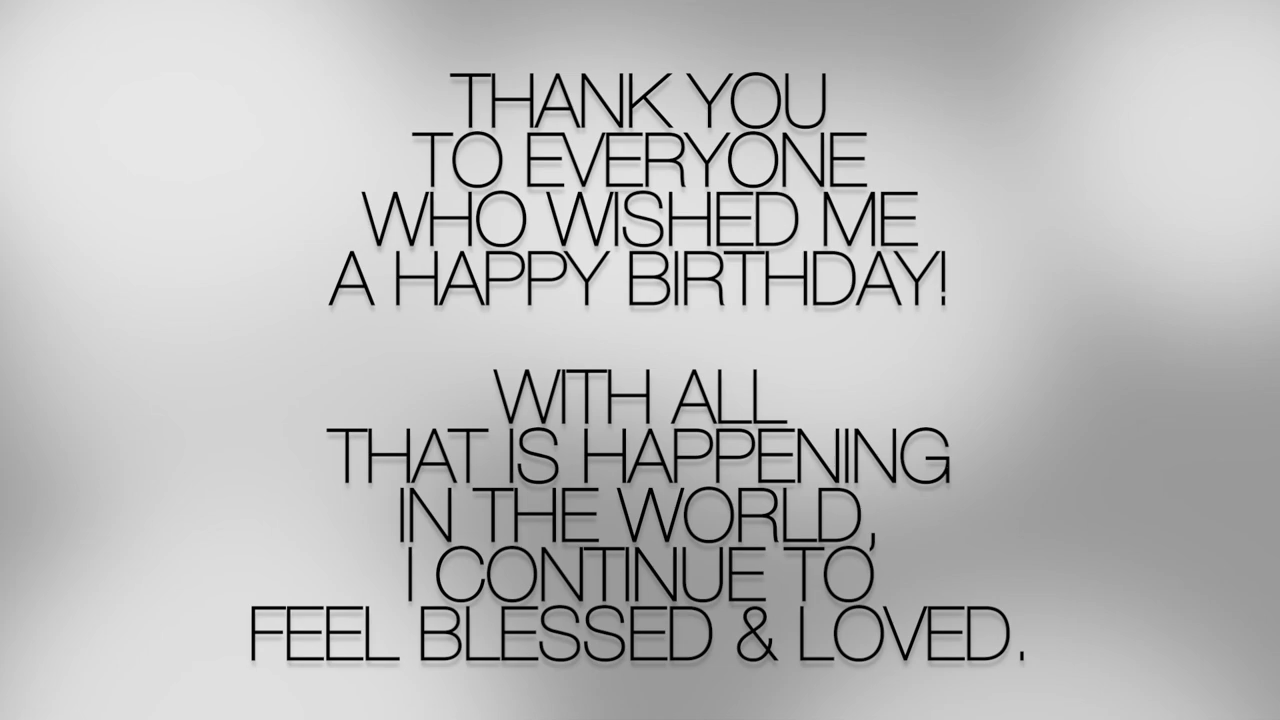 THANK YOU
TO EVERYONE
WHO WISHED ME
A HAPPY BIRTHDAY!
WITH ALL
THAT IS HAPPENING
IN THE WORLD,
I CONTINUE TO
FEEL BLESSED & LOVED.